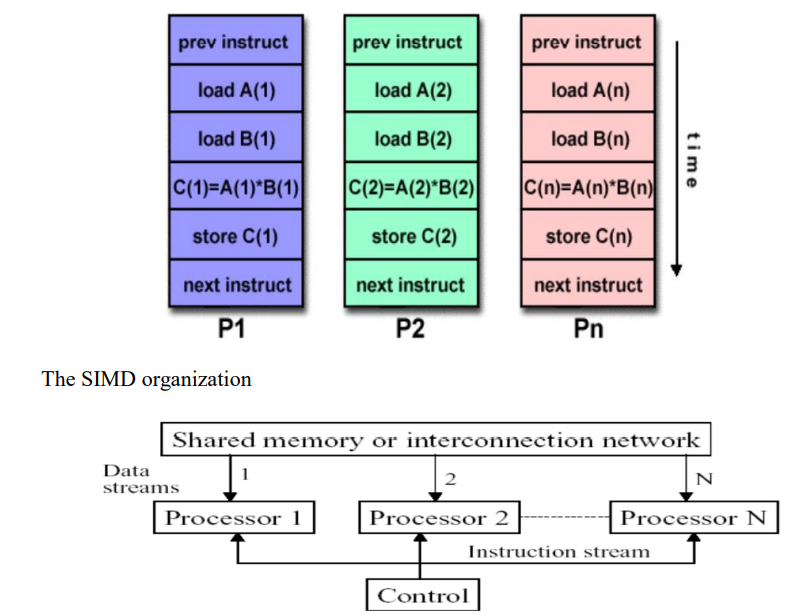 prev instruct
load A(1)
load B(1)
C(1)=A(1)*B(1)
store C(1)
next instruct
P1
prev instruct
load A(2)
load B(2)
C(2)=A(2)*B(2)
store C(2)
next instruct
P2
prev instruct
load A(n)
load B(n)
C(n)=A(n)*B(n)
store C(n)
next instruct
Pn
time
The SIMD organization
Shared memory or interconnection network
Data
streams
1
2
N
Processor 1
Processor 2
Processor N
Instruction stream
Control